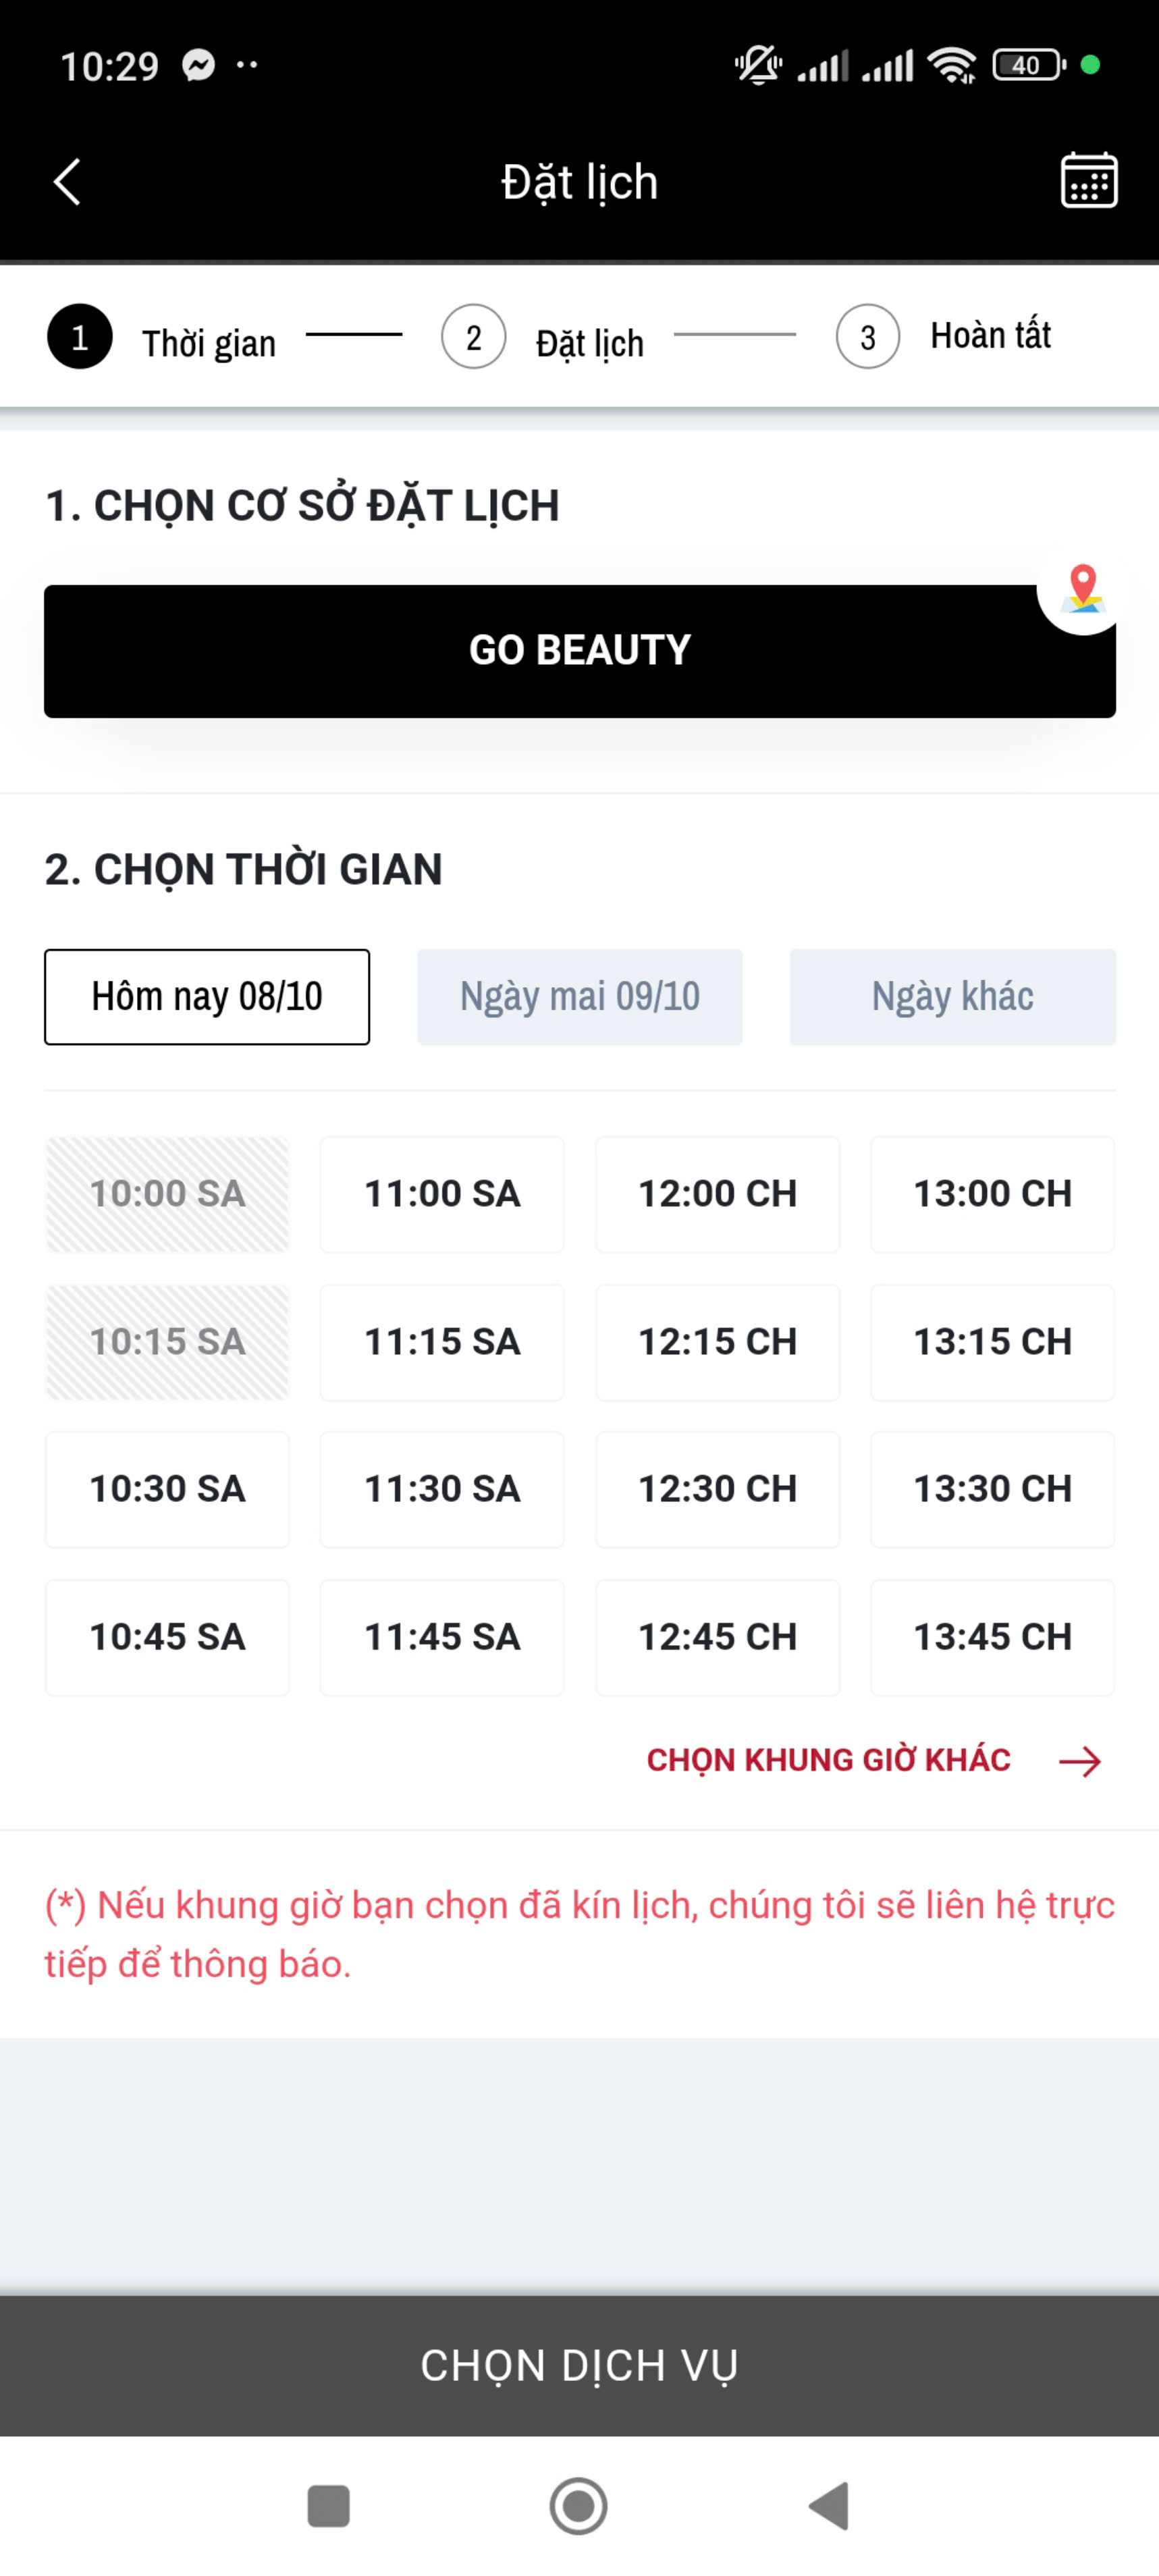 10:29
40
Đặt lịch
1 Thời gian 2 Đặt lịch 3 Hoàn tất
1. CHỌN CƠ SỞ ĐẶT LỊCH
GO BEAUTY
2. CHỌN THỜI GIAN
Hôm nay 08/10 Ngày mai 09/10 Ngày khác
10:00 SA 11:00 SA 12:00 CH 13:00 CH
10:15 SA 11:15 SA 12:15 CH 13:15 CH
10:30 SA 11:30 SA 12:30 CH 13:30 CH
10:45 SA 11:45 SA 12:45 CH 13:45 CH
CHỌN KHUNG GIỜ KHÁC
(*) Nếu khung giờ bạn chọn đã kín lịch, chúng tôi sẽ liên hệ trực
tiếp để thông báo.
CHỌN DỊCH VỤ